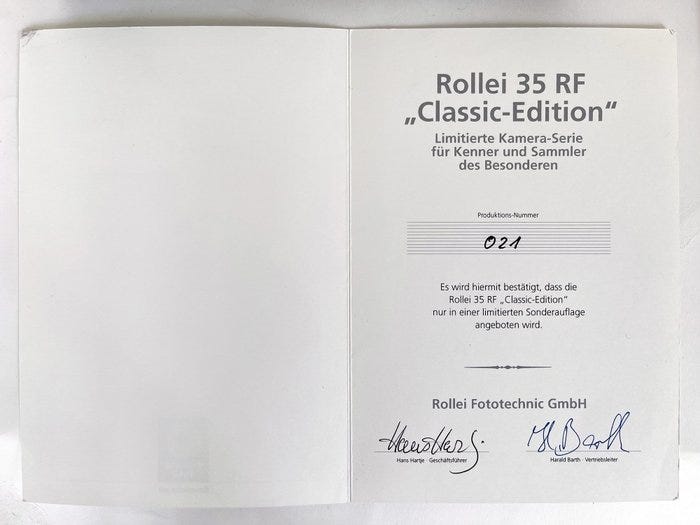 Rollei 35 RF
„Classic-Edition“
Limitierte Kamera-Serie
für Kenner und Sammler
des Besonderen
Produktions-Nummer
021
Es wird hiermit bestätigt, dass die
Rollei 35 RF „Classic-Edition“
nur in einer limitierten Sonderauflage
angeboten wird.
Rollei Fototechnic GmbH
Hans Hartje · Geschäftsführer
Harald Barth · Vertriebsleiter